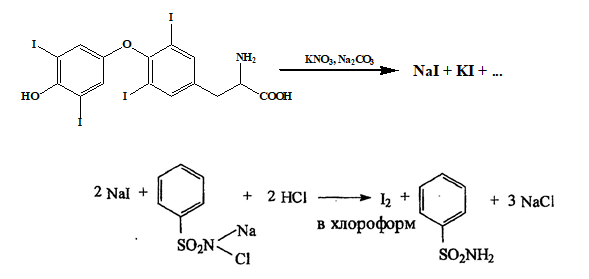 I
I
O
NH₂
KNO₃, Na₂CO₃
NaI + KI + ...
HO
I
I
COOH
2 NaI + + 2 HCl → I₂ + + 3 NaCl
в хлороформ
Na
SO₂N
Cl
SO₂NH₂